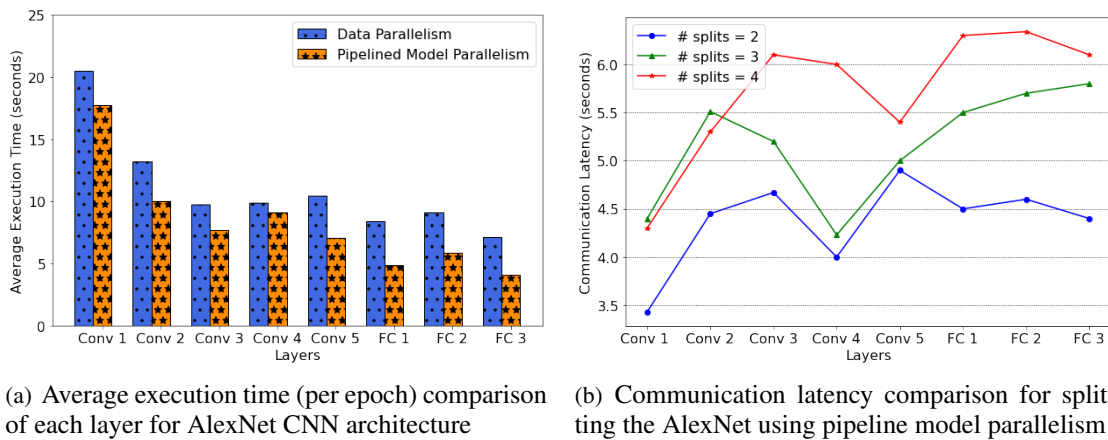 25
20
15
10
5
0
Average Execution Time (seconds)
Data Parallelism
Pipelined Model Parallelism
Conv 1 Conv 2 Conv 3 Conv 4 Conv 5 FC 1 FC 2 FC 3
Layers
(a) Average execution time (per epoch) comparison
of each layer for AlexNet CNN architecture
6.0
5.5
5.0
4.5
4.0
3.5
Communication Latency (seconds)
# splits = 2
# splits = 3
# splits = 4
Conv 1 Conv 2 Conv 3 Conv 4 Conv 5 FC 1 FC 2 FC 3
Layers
(b) Communication latency comparison for split
ting the AlexNet using pipeline model parallelism